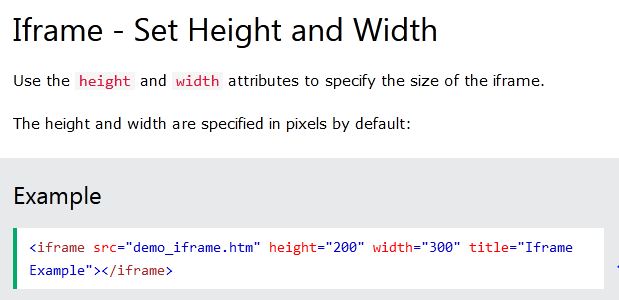 Iframe - Set Height and Width
Use the height and width attributes to specify the size of the iframe.
The height and width are specified in pixels by default:
Example
<iframe src="demo_iframe.htm" height="200" width="300" title="Iframe
Example"></iframe>